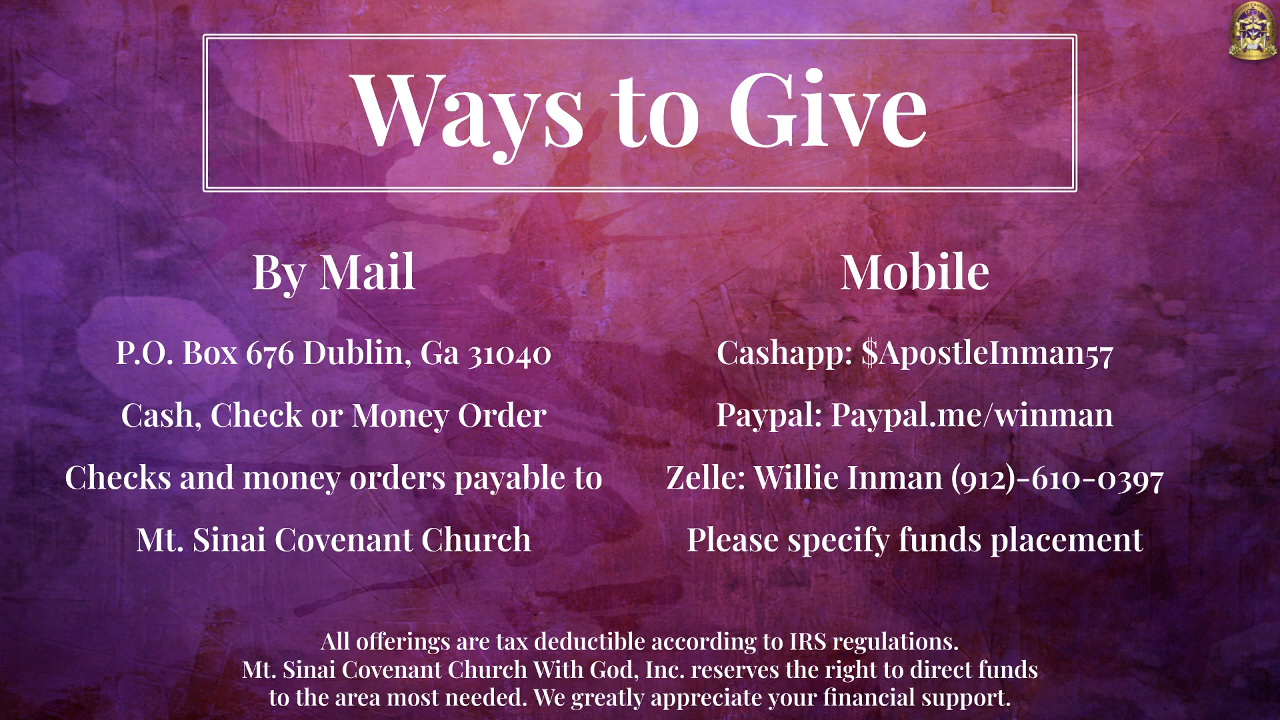 Ways to Give
By Mail
P.O. Box 676 Dublin, Ga 31040
Cash, Check or Money Order
Checks and money orders payable to
Mt. Sinai Covenant Church
Mobile
Cashapp: $ApostleInman57
Paypal: Paypal.me/winman
Zelle: Willie Inman (912)-610-0397
Please specify funds placement
All offerings are tax deductible according to IRS regulations.
Mt. Sinai Covenant Church With God, Inc. reserves the right to direct funds
to the area most needed. We greatly appreciate your financial support.